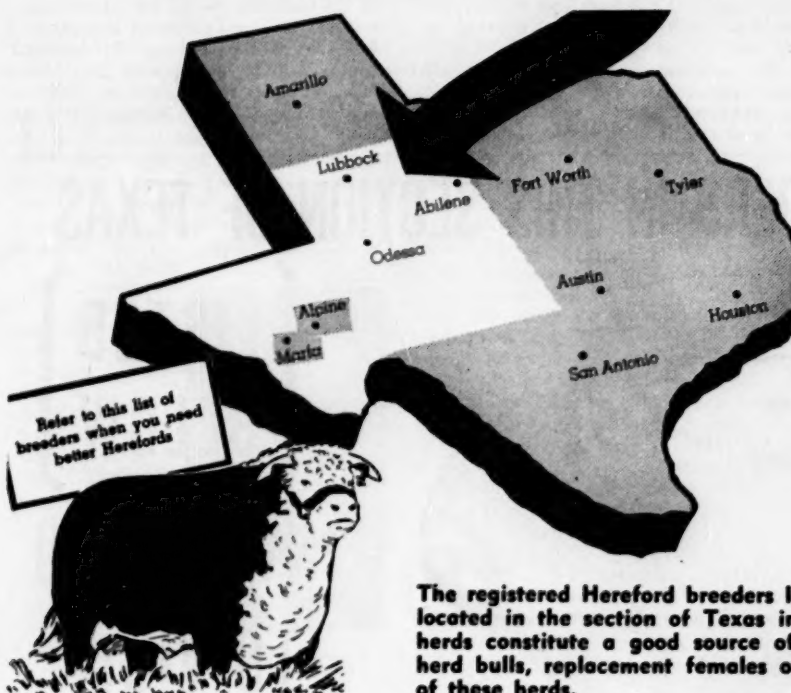 Amarillo
Lubbock
Abilene
Fort Worth
Tyler
Odessa
Austin
Houston
Alpine
Marfa
San Antonio
Refer to this list of
breeders when you need
better Herefords
The registered Hereford breeders
located in the section of Texas
herds constitute a good source of
herd bulls, replacement females
of these herds.